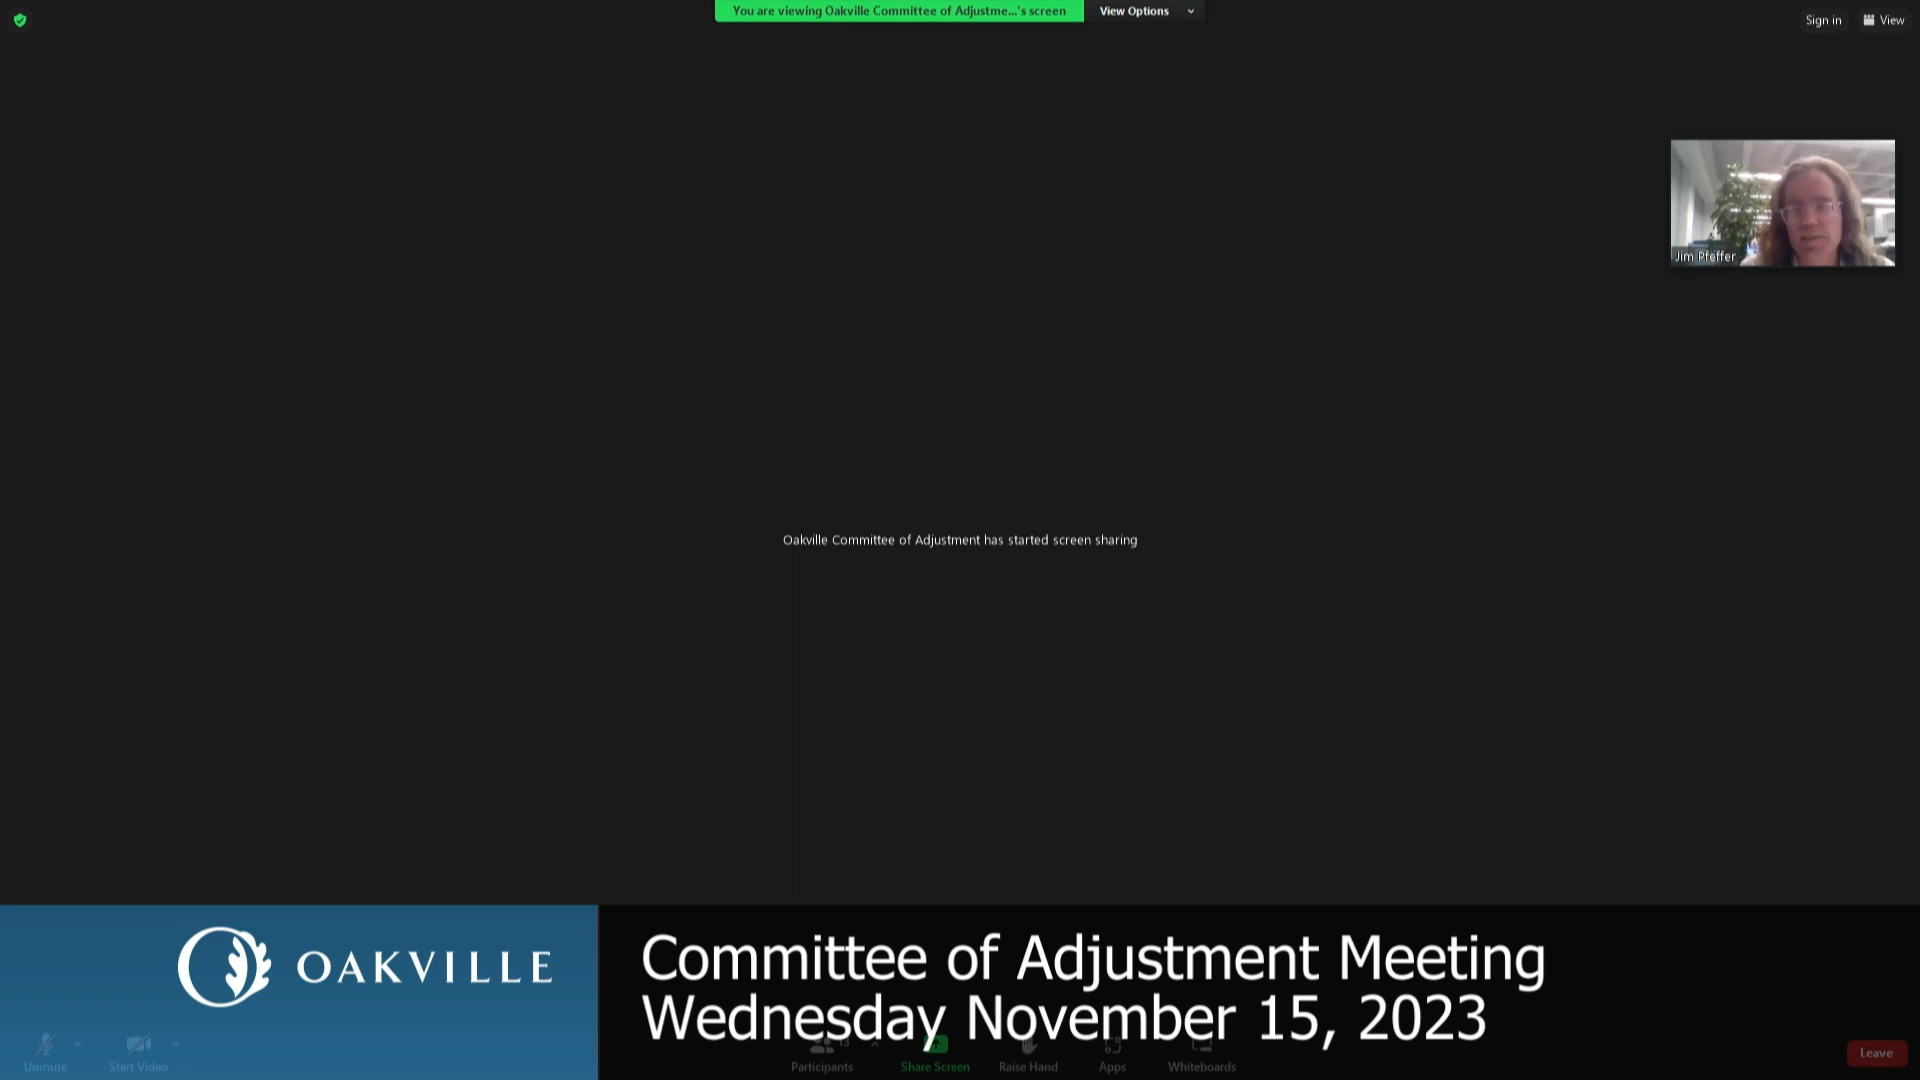 You are viewing Oakville Committee of Adjustme...'s screen
View Options
Sign in
View
Jim Pfeffer
Oakville Committee of Adjustment has started screen sharing
OAKVILLE
Committee of Adjustment Meeting
Wednesday November 15, 2023
Unmute
Start Video
Participants
13
Share Screen
Raise Hand
Apps
Whiteboards
Leave